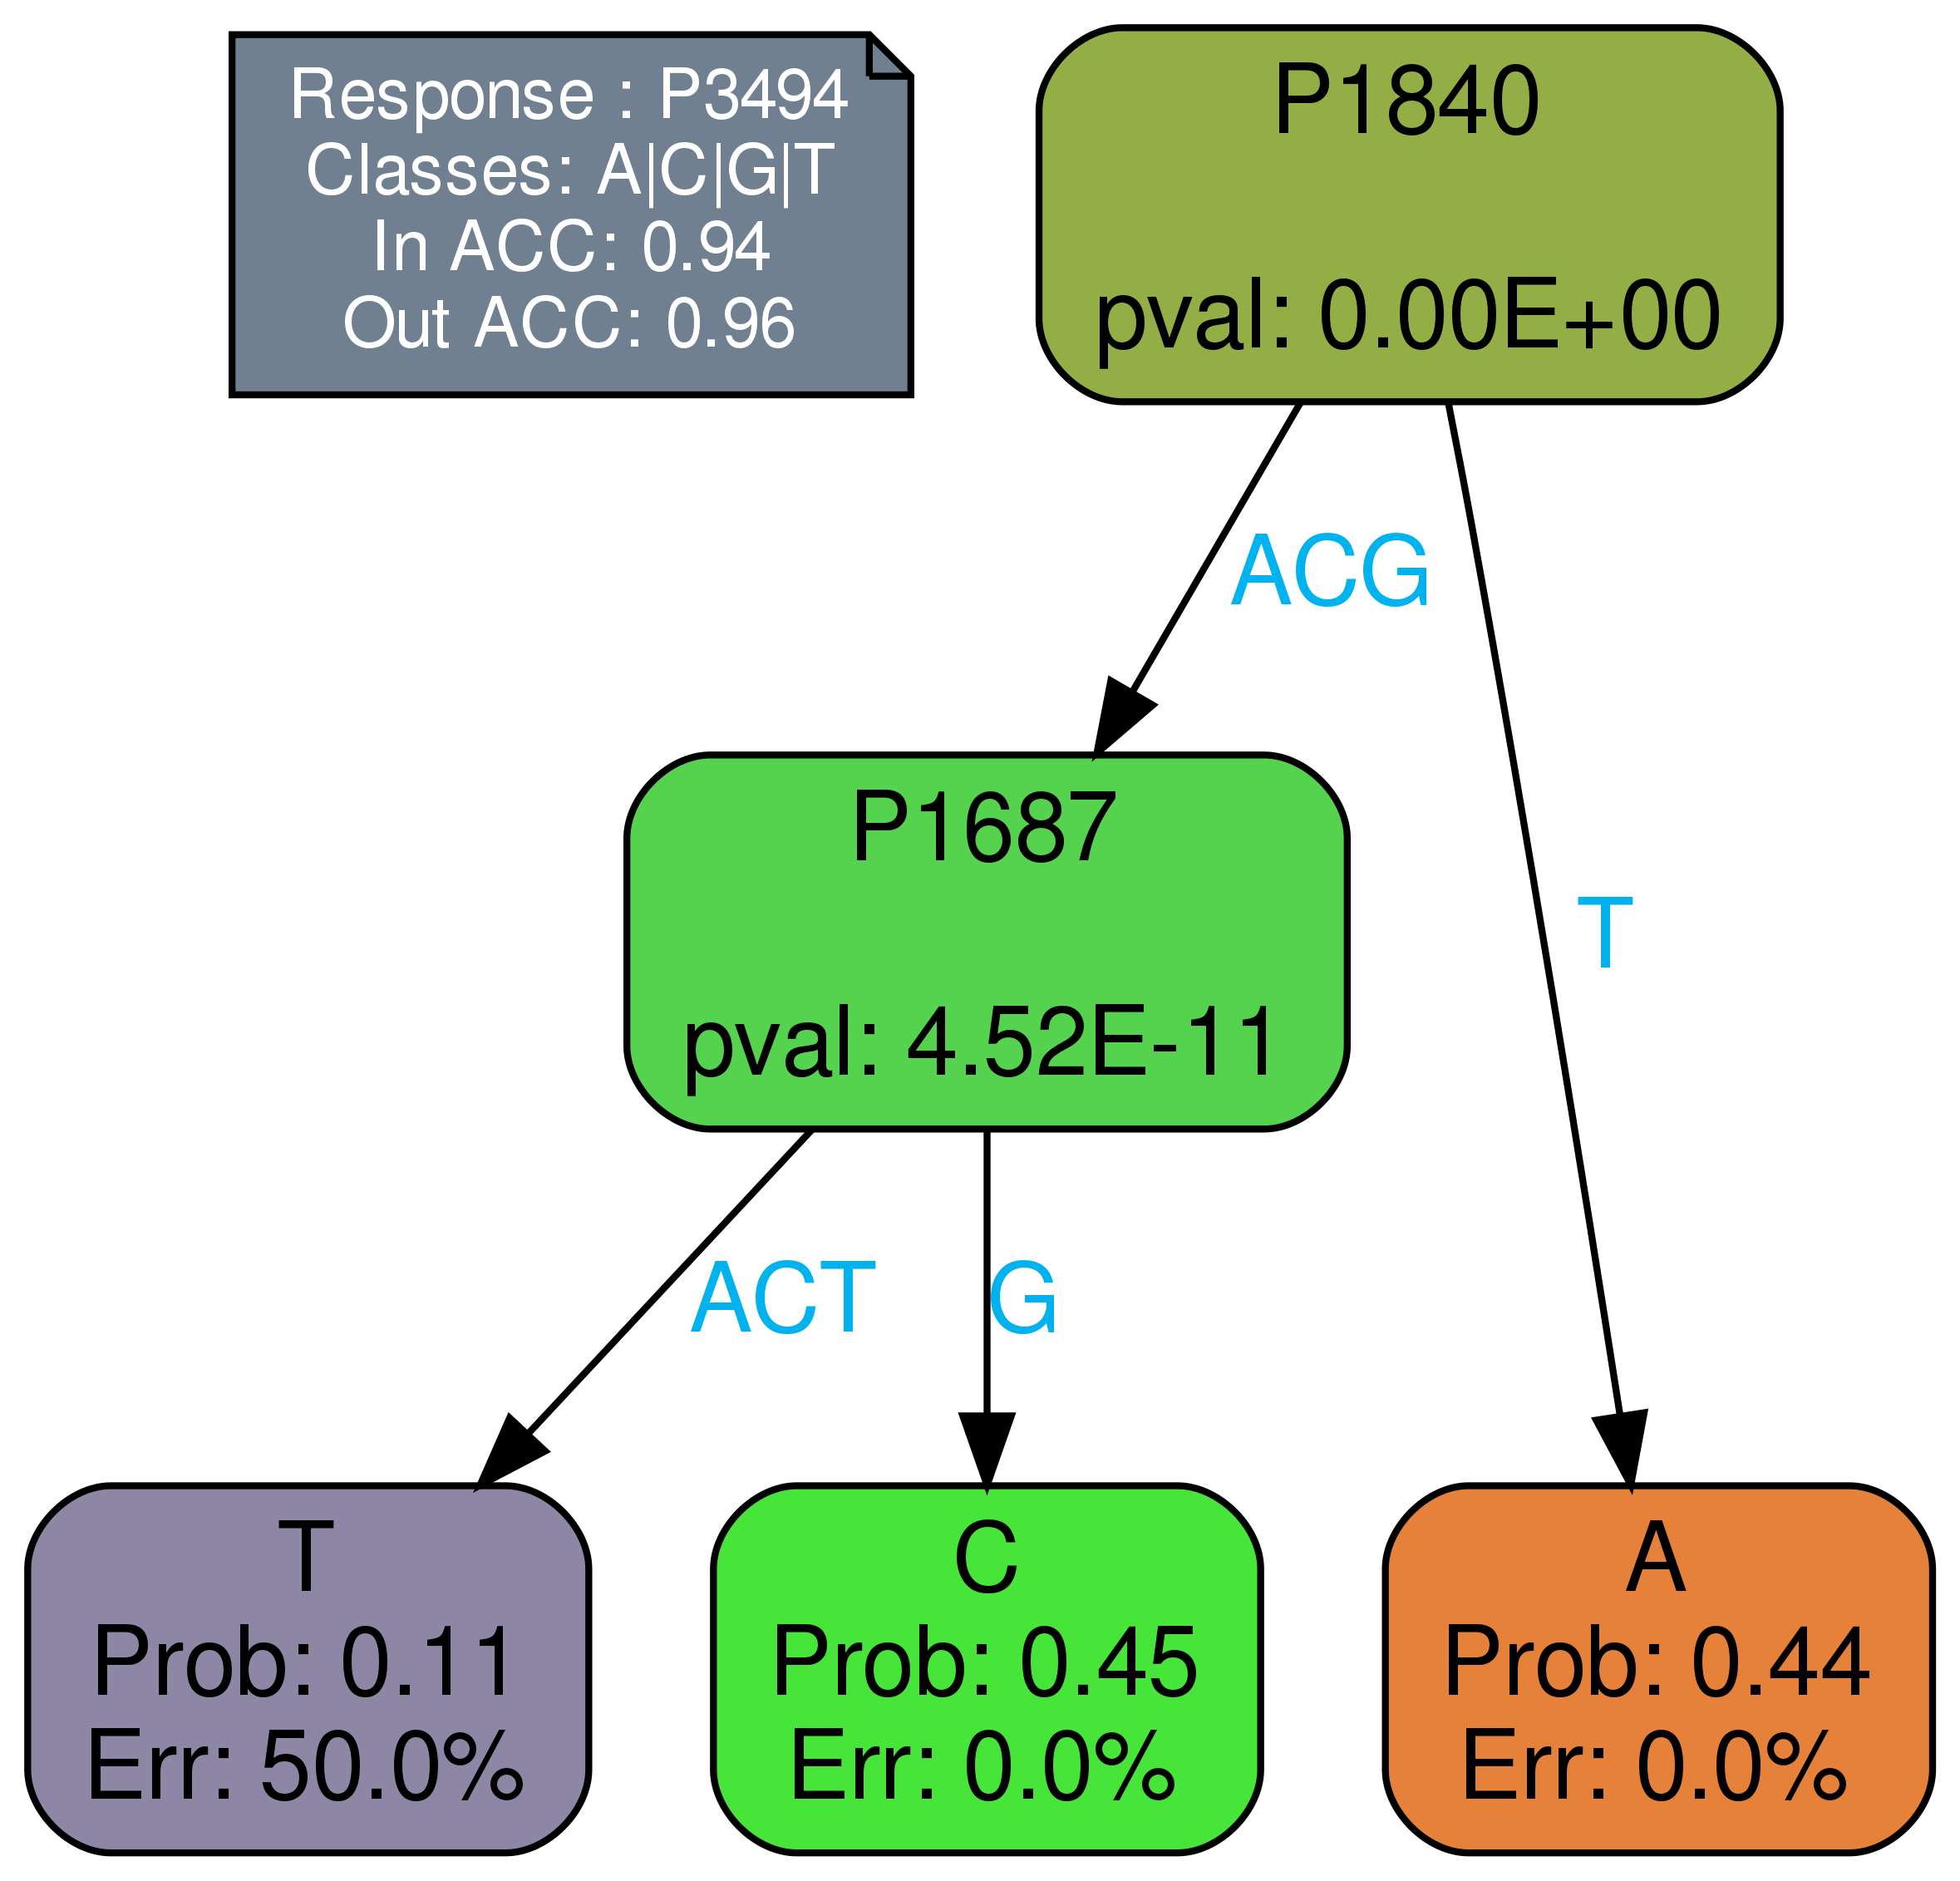 Response : P3494
Classes: A|C|G|T
In ACC: 0.94
Out ACC: 0.96
P1840
pval: 0.00E+00
ACG
T
P1687
pval: 4.52E-11
ACT
G
T
Prob: 0.11
Err: 50.0%
C
Prob: 0.45
Err: 0.0%
A
Prob: 0.44
Err: 0.0%